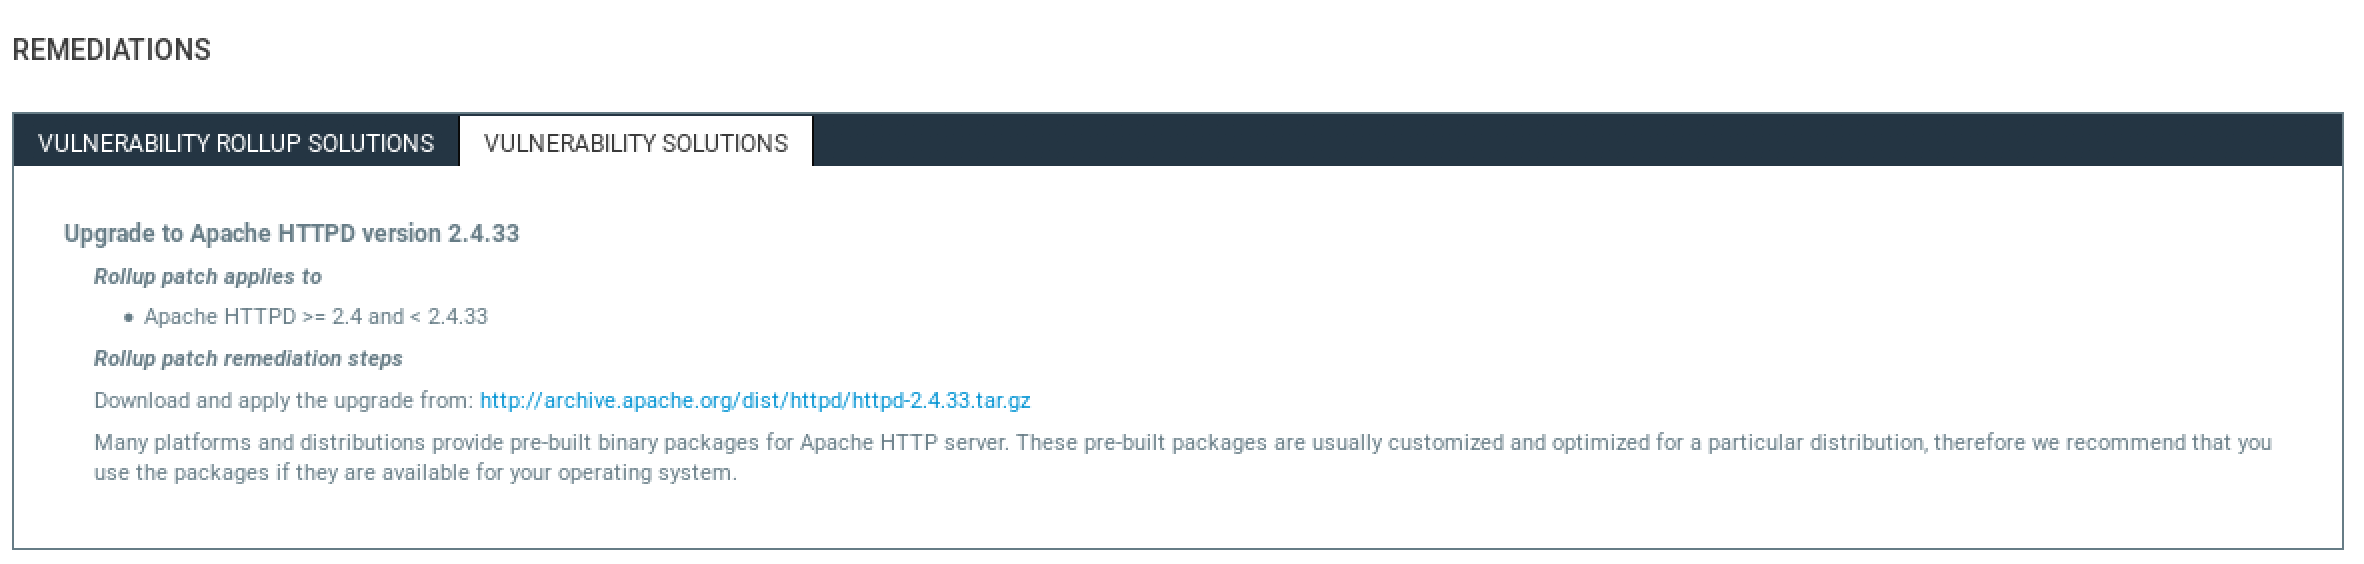 REMEDIATIONS
VULNERABILITY ROLLUP SOLUTIONS VULNERABILITY SOLUTIONS
Upgrade to Apache HTTPD version 2.4.33
Rollup patch applies to
• Apache HTTPD >= 2.4 and < 2.4.33
Rollup patch remediation steps
Download and apply the upgrade from: http://archive.apache.org/dist/httpd/httpd-2.4.33.tar.gz
Many platforms and distributions provide pre-built binary packages for Apache HTTP server. These pre-built packages are usually customized and optimized for a particular distribution, therefore we recommend that you
use the packages if they are available for your operating system.